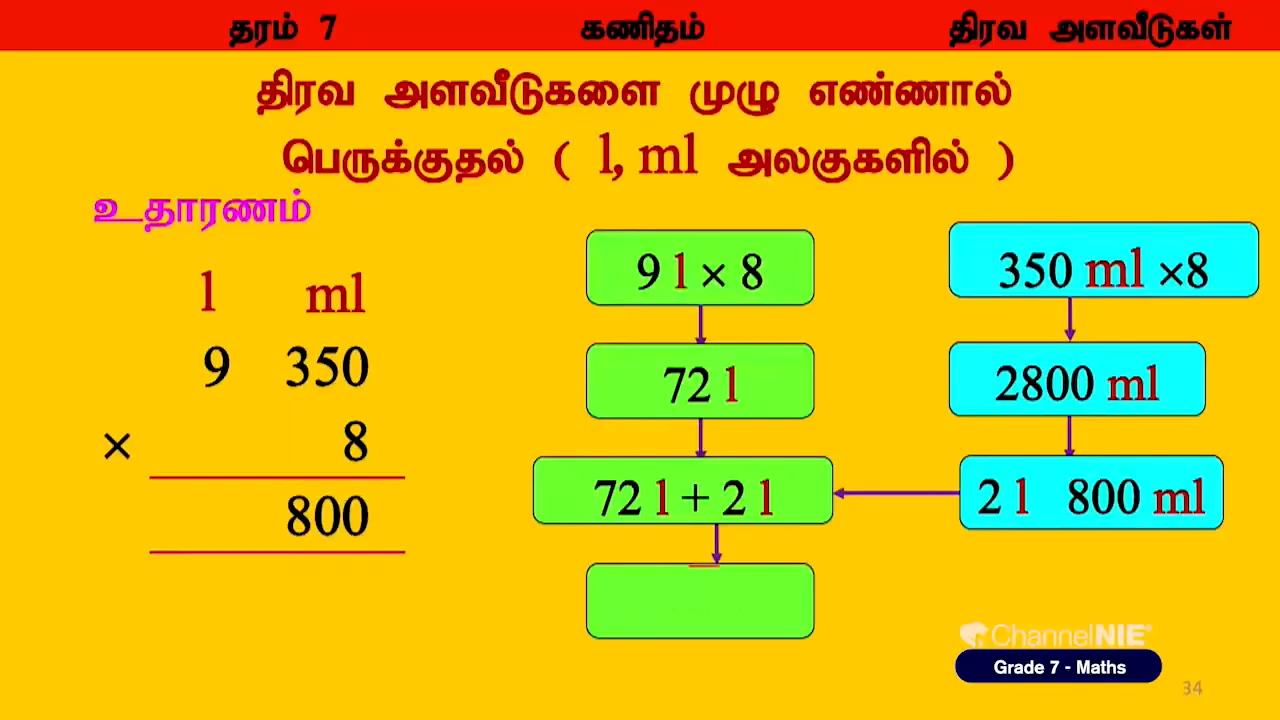 தரம் 7 கணிதம் திரவ அளவீடுகள்
திரவ அளவீடுகளை முழு எண்ணால்
பெருக்குதல் ( l, ml அலகுகளில் )
உதாரணம்
l ml
9 350
× 8
800
9 l × 8
72 l
72 l + 2 l
350 ml ×8
2800 ml
2 l 800 ml
ChannelNIE
Grade 7 - Maths
34